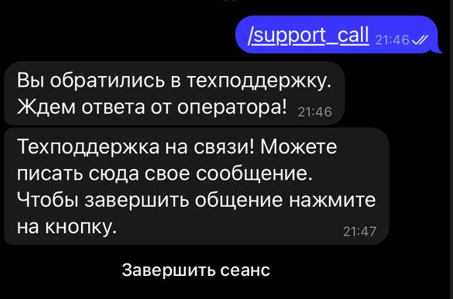 /support_call 21:46
Вы обратились в техподдержку.
Ждем ответа от оператора! 21:46
Техподдержка на связи! Можете
писать сюда свое сообщение.
Чтобы завершить общение нажмите
на кнопку. 21:47
Завершить сеанс